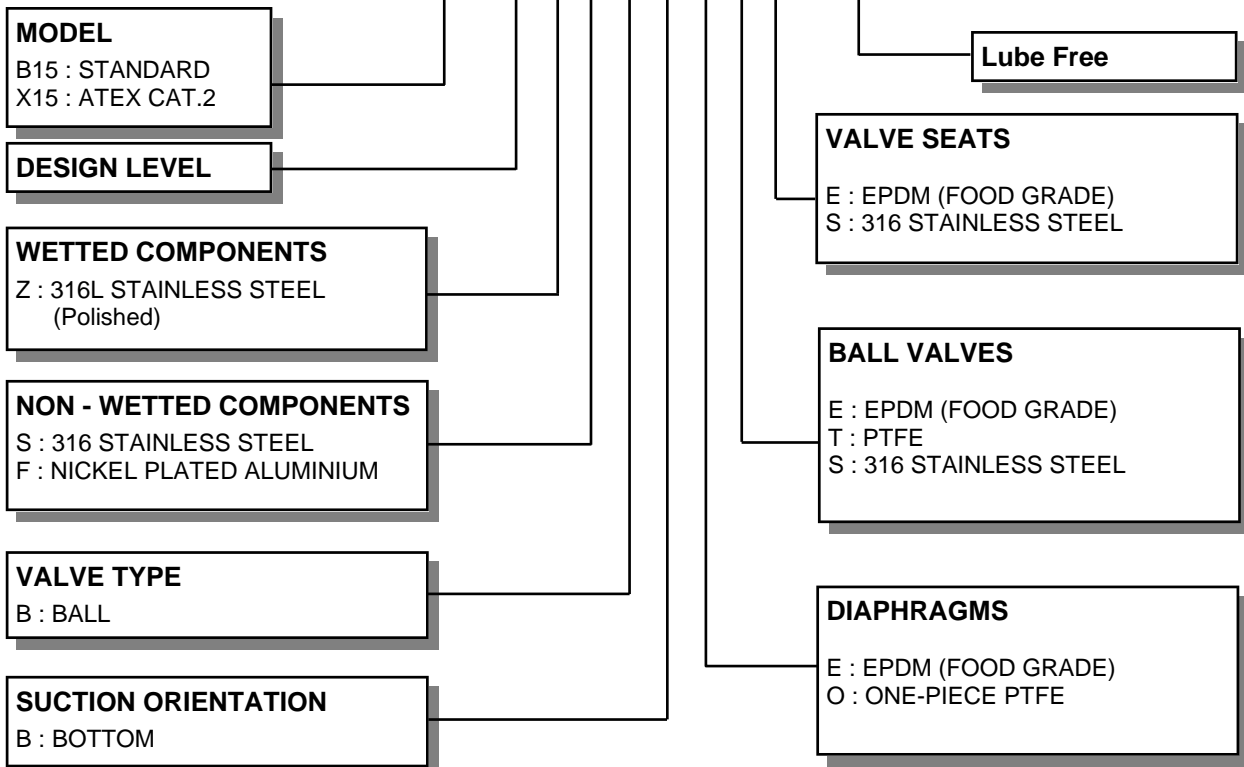 MODEL
B15 : STANDARD
X15 : ATEX CAT.2
DESIGN LEVEL
WETTED COMPONENTS
Z : 316L STAINLESS STEEL
(Polished)
NON - WETTED COMPONENTS
S : 316 STAINLESS STEEL
F : NICKEL PLATED ALUMINIUM
VALVE TYPE
B : BALL
SUCTION ORIENTATION
B : BOTTOM
Lube Free
VALVE SEATS
E : EPDM (FOOD GRADE)
S : 316 STAINLESS STEEL
BALL VALVES
E : EPDM (FOOD GRADE)
T : PTFE
S : 316 STAINLESS STEEL
DIAPHRAGMS
E : EPDM (FOOD GRADE)
O : ONE-PIECE PTFE